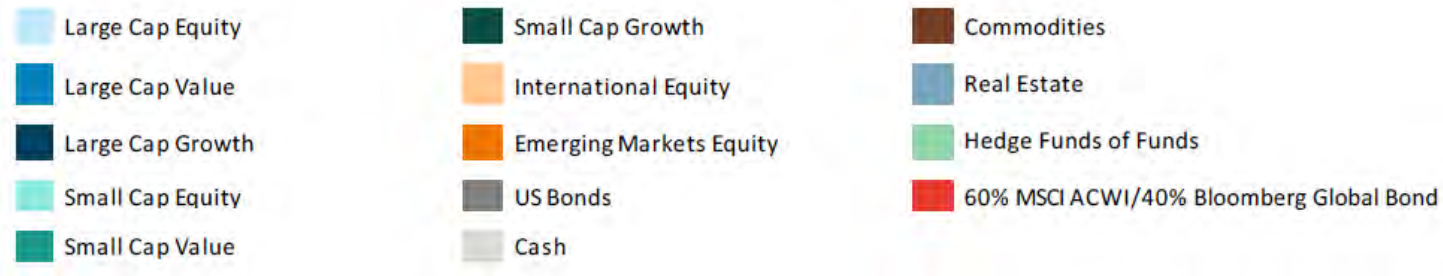 Large Cap Equity
Large Cap Value
Large Cap Growth
Small Cap Equity
Small Cap Value
Small Cap Growth
International Equity
Emerging Markets Equity
US Bonds
Cash
Commodities
Real Estate
Hedge Funds of Funds
60% MSCI ACWI/40% Bloomberg Global Bond